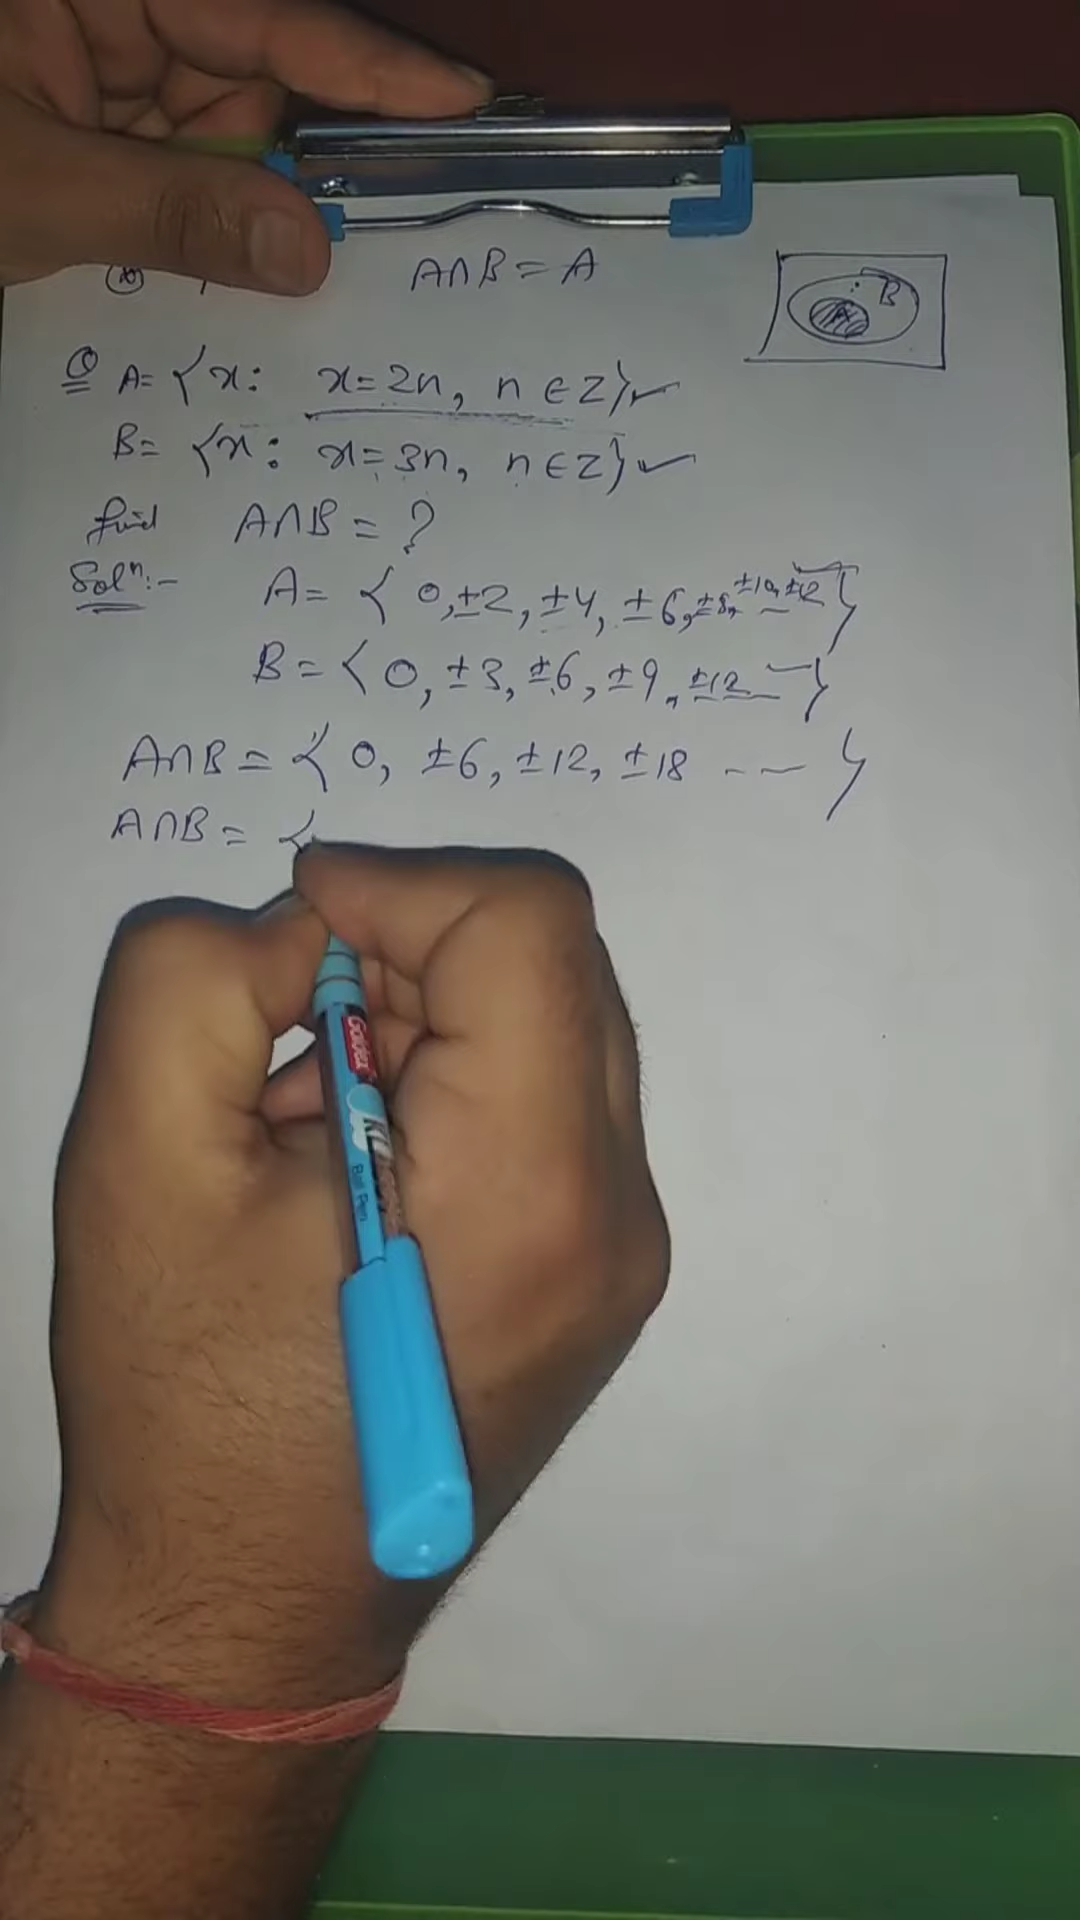 A∩B = A
A B
Q A= {x: x=2n, n ∈ Z} ✓
B= {x: x=3n, n ∈ Z} ✓
find A∩B = ?
Solⁿ:- A= { 0, ±2, ±4, ±6, ±8, ±10, ±12 }
B = { 0, ±3, ±6, ±9, ±12 -- }
A∩B = { 0, ±6, ±12, ±18 --- }
A∩B = {
Goldex
Ball Pen